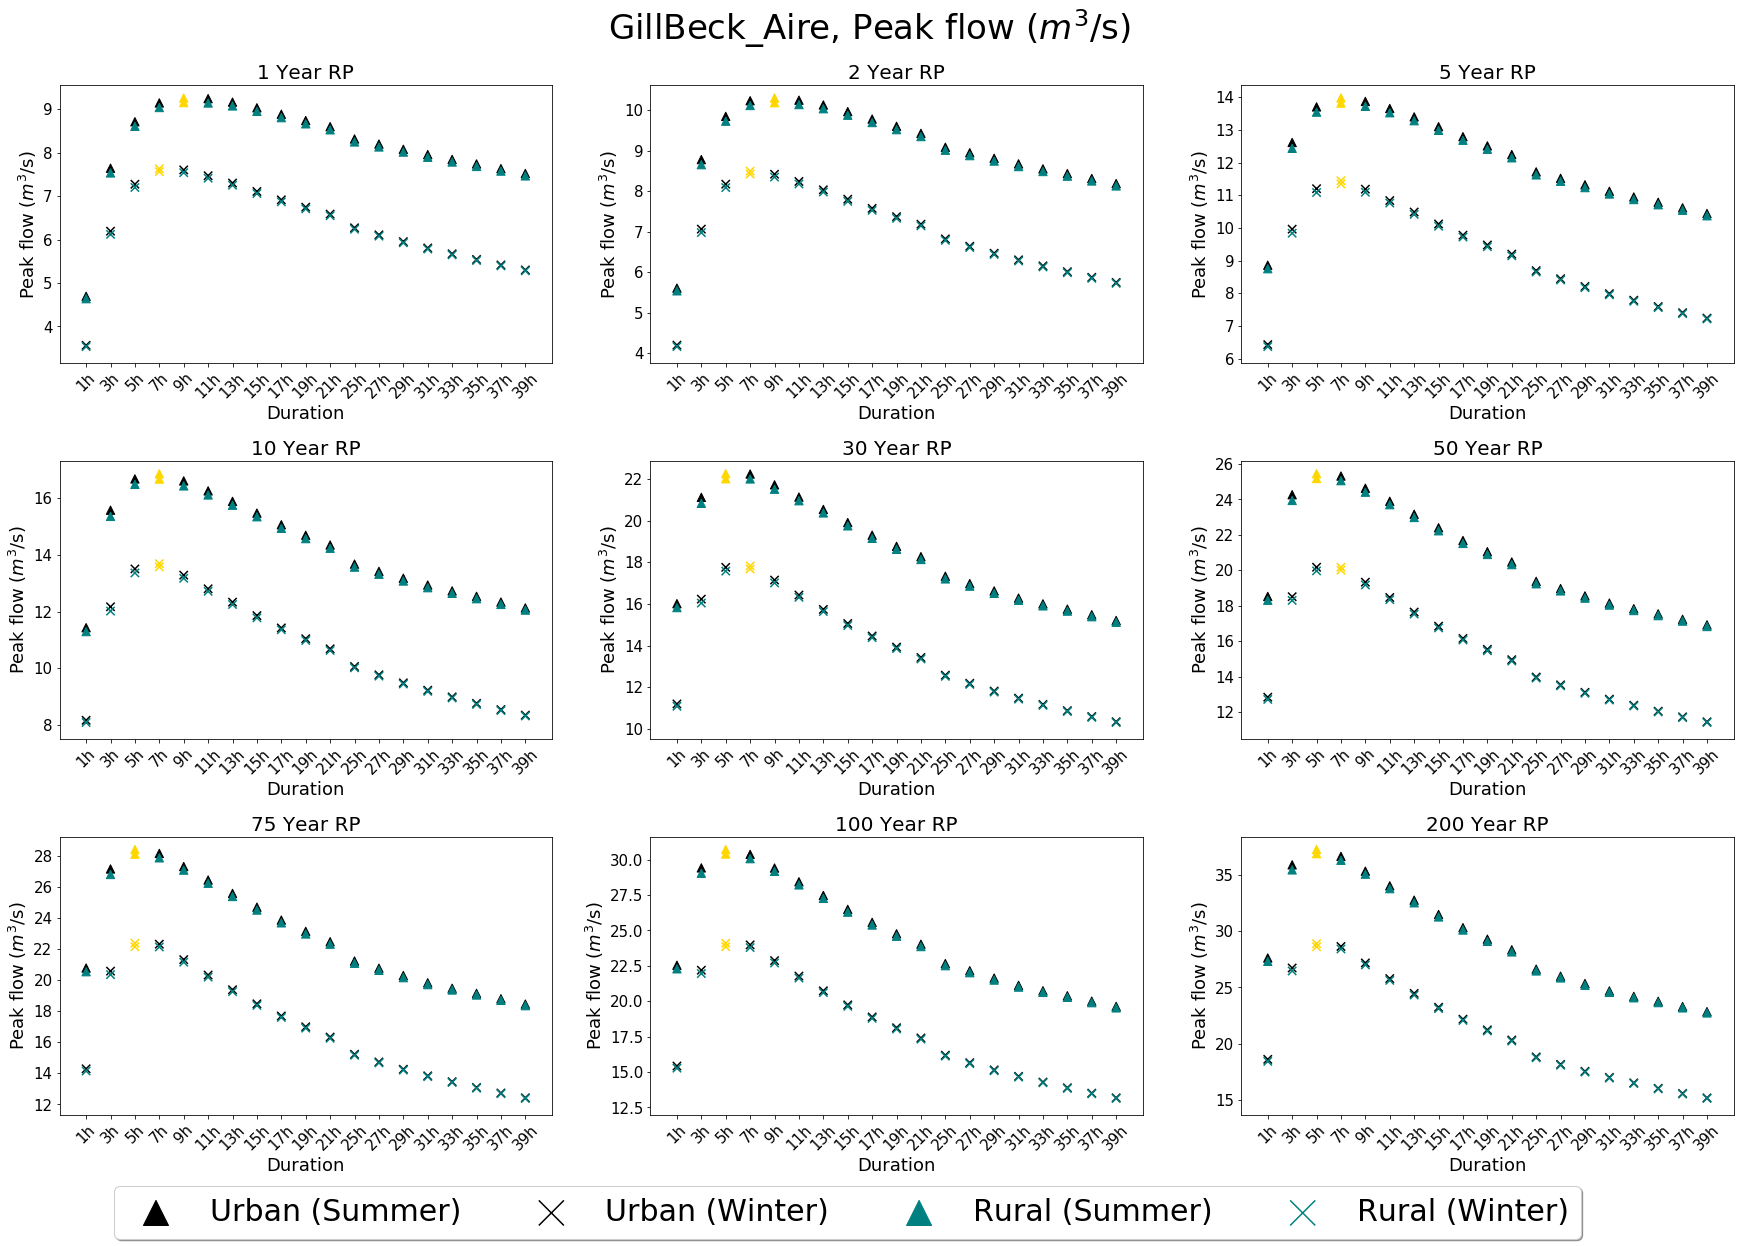 GillBeck_Aire, Peak flow (m³/s)
1 Year RP
Peak flow (m³/s)
9
8
7
6
5
4
1h 3h 5h 7h 9h 11h 13h 15h 17h 19h 21h 25h 27h 29h 31h 33h 35h 37h 39h
Duration
2 Year RP
Peak flow (m³/s)
10
9
8
7
6
5
4
1h 3h 5h 7h 9h 11h 13h 15h 17h 19h 21h 25h 27h 29h 31h 33h 35h 37h 39h
Duration
5 Year RP
Peak flow (m³/s)
14
13
12
11
10
9
8
7
6
1h 3h 5h 7h 9h 11h 13h 15h 17h 19h 21h 25h 27h 29h 31h 33h 35h 37h 39h
Duration
10 Year RP
Peak flow (m³/s)
16
14
12
10
8
1h 3h 5h 7h 9h 11h 13h 15h 17h 19h 21h 25h 27h 29h 31h 33h 35h 37h 39h
Duration
30 Year RP
Peak flow (m³/s)
22
20
18
16
14
12
10
1h 3h 5h 7h 9h 11h 13h 15h 17h 19h 21h 25h 27h 29h 31h 33h 35h 37h 39h
Duration
50 Year RP
Peak flow (m³/s)
26
24
22
20
18
16
14
12
1h 3h 5h 7h 9h 11h 13h 15h 17h 19h 21h 25h 27h 29h 31h 33h 35h 37h 39h
Duration
75 Year RP
Peak flow (m³/s)
28
26
24
22
20
18
16
14
12
1h 3h 5h 7h 9h 11h 13h 15h 17h 19h 21h 25h 27h 29h 31h 33h 35h 37h 39h
Duration
100 Year RP
Peak flow (m³/s)
30.0
27.5
25.0
22.5
20.0
17.5
15.0
12.5
1h 3h 5h 7h 9h 11h 13h 15h 17h 19h 21h 25h 27h 29h 31h 33h 35h 37h 39h
Duration
200 Year RP
Peak flow (m³/s)
35
30
25
20
15
1h 3h 5h 7h 9h 11h 13h 15h 17h 19h 21h 25h 27h 29h 31h 33h 35h 37h 39h
Duration
Urban (Summer) Urban (Winter) Rural (Summer) Rural (Winter)